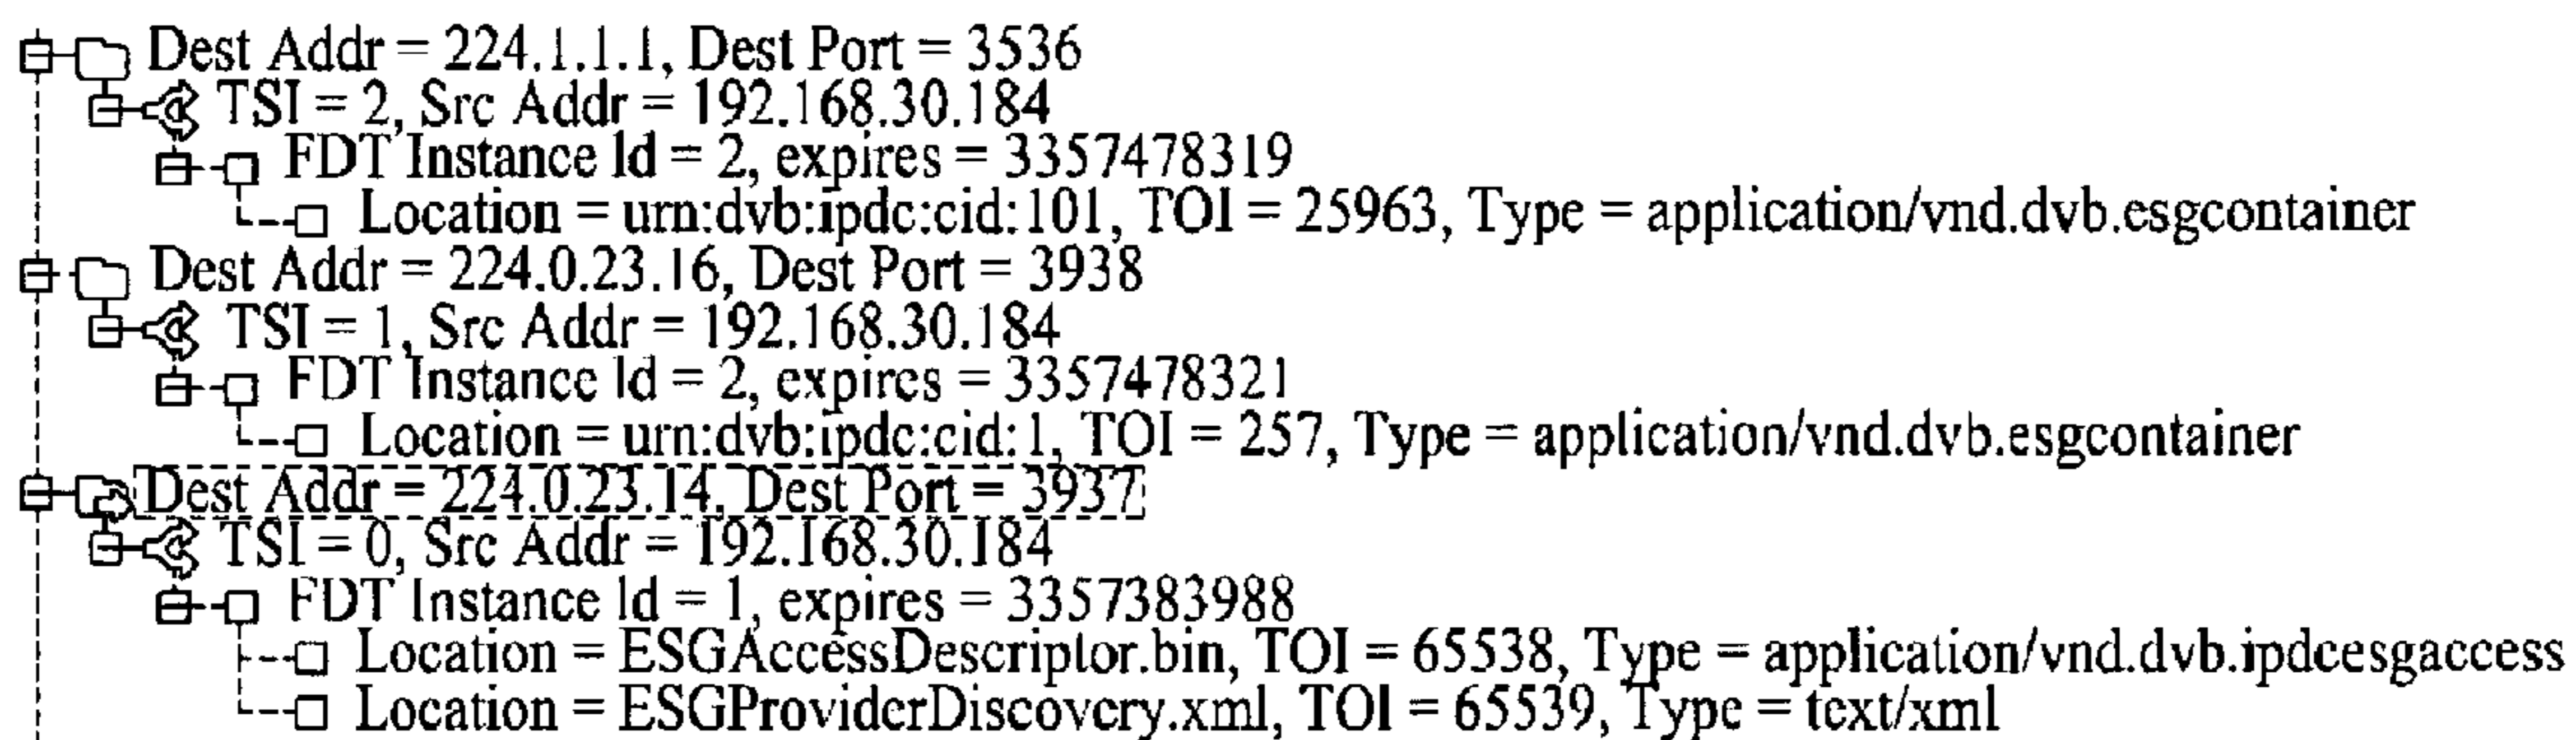 Dest Addr = 224.1.1.1, Dest Port = 3536
TSI = 2, Src Addr = 192.168.30.184
FDT Instance Id = 2, expires = 3357478319
Location = urn:dvb:ipdc:cid:101, TOI = 25963, Type = application/vnd.dvb.esgcontainer
Dest Addr = 224.0.23.16, Dest Port = 3938
TSI = 1, Src Addr = 192.168.30.184
FDT Instance Id = 2, expires = 3357478321
Location = urn:dvb:ipdc:cid:1, TOI = 257, Type = application/vnd.dvb.esgcontainer
Dest Addr = 224.0.23.14, Dest Port = 3937
TSI = 0, Src Addr = 192.168.30.184
FDT Instance Id = 1, expires = 3357383988
Location = ESGAccessDescriptor.bin, TOI = 65538, Type = application/vnd.dvb.ipdcesgaccess
Location = ESGProviderDiscovery.xml, TOI = 65539, Type = text/xml